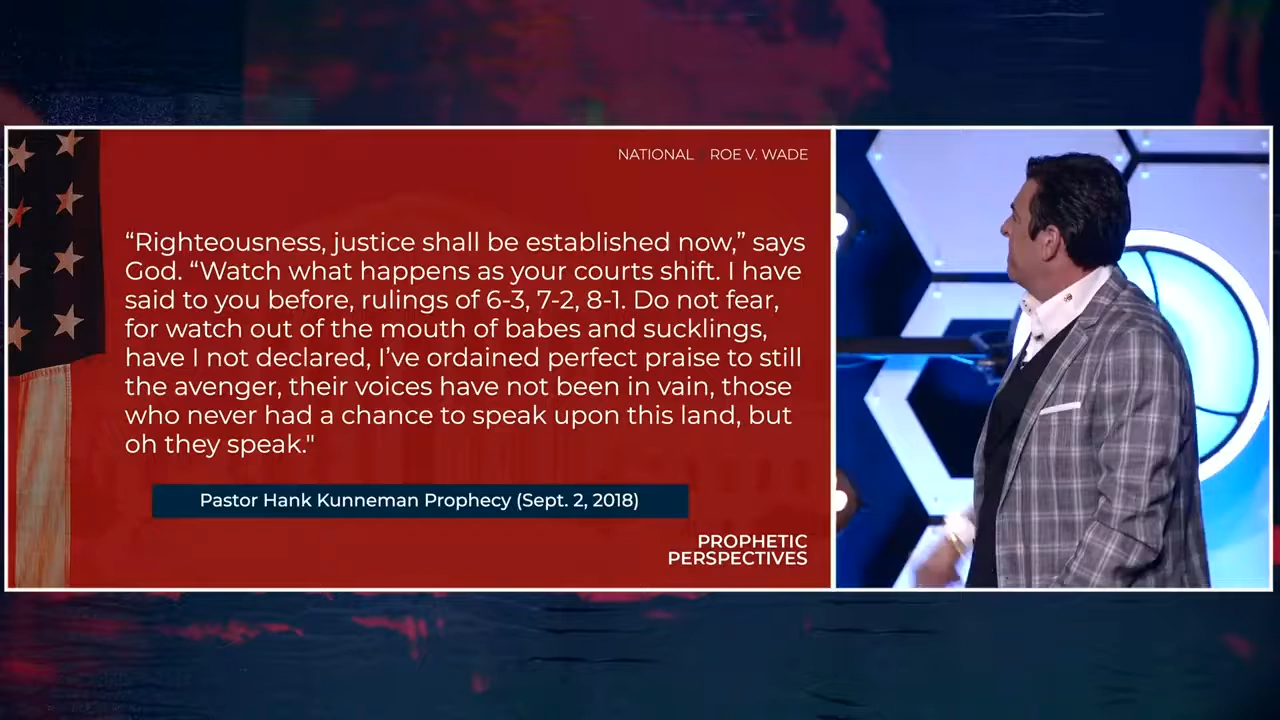 NATIONAL ROE V. WADE
“Righteousness, justice shall be established now,” says
God. “Watch what happens as your courts shift. I have
said to you before, rulings of 6-3, 7-2, 8-1. Do not fear,
for watch out of the mouth of babes and sucklings,
have I not declared, I’ve ordained perfect praise to still
the avenger, their voices have not been in vain, those
who never had a chance to speak upon this land, but
oh they speak."
Pastor Hank Kunneman Prophecy (Sept. 2, 2018)
PROPHETIC
PERSPECTIVES